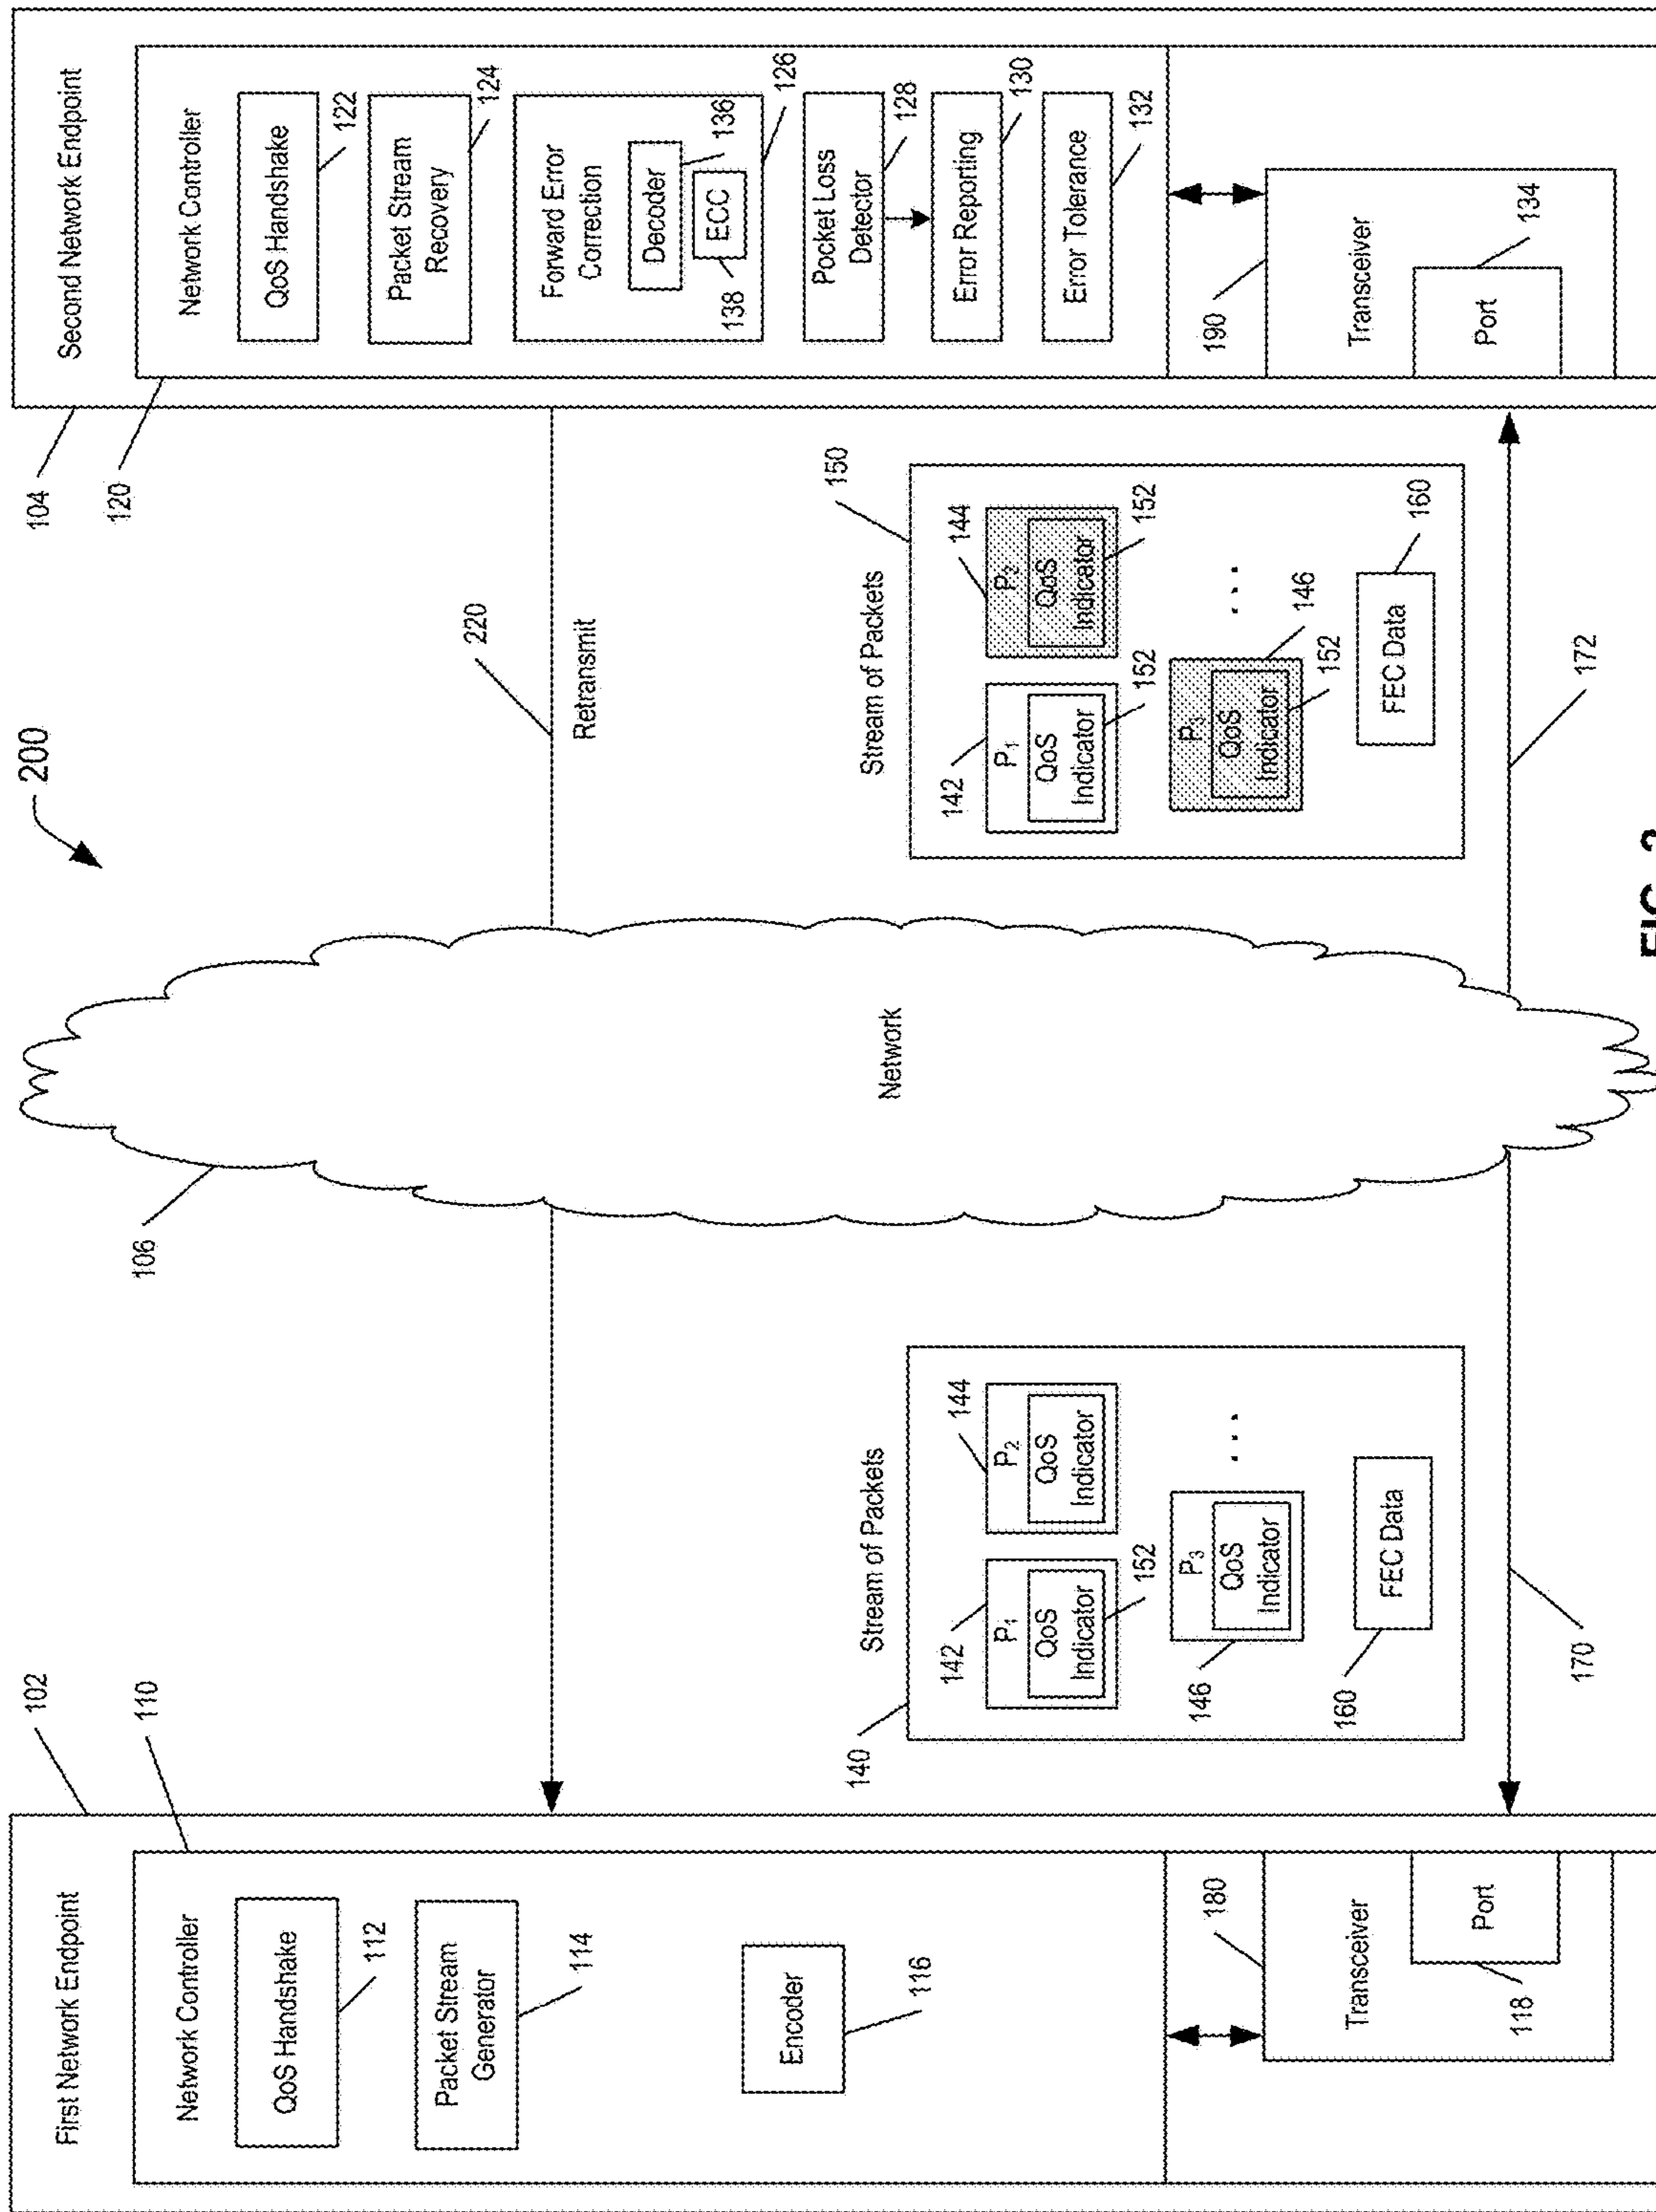 200
102
First Network Endpoint
110
Network Controller
QoS Handshake
112
Packet Stream
Generator
114
Encoder
116
180
Transceiver
Port
118
106
Network
220
Retransmit
Stream of Packets
140
142
P1
QoS
Indicator
152
144
P2
QoS
Indicator
P3
QoS
Indicator
146
...
FEC Data
160
170
Stream of Packets
150
142
P1
QoS
Indicator
152
144
P2
QoS
Indicator
152
P3
QoS
Indicator
146
152
...
FEC Data
160
172
104
Second Network Endpoint
120
Network Controller
QoS Handshake
122
Packet Stream
Recovery
124
Forward Error
Correction
Decoder
136
ECC
138
126
Pocket Loss
Detector
128
Error Reporting
130
Error Tolerance
132
190
Transceiver
Port
134